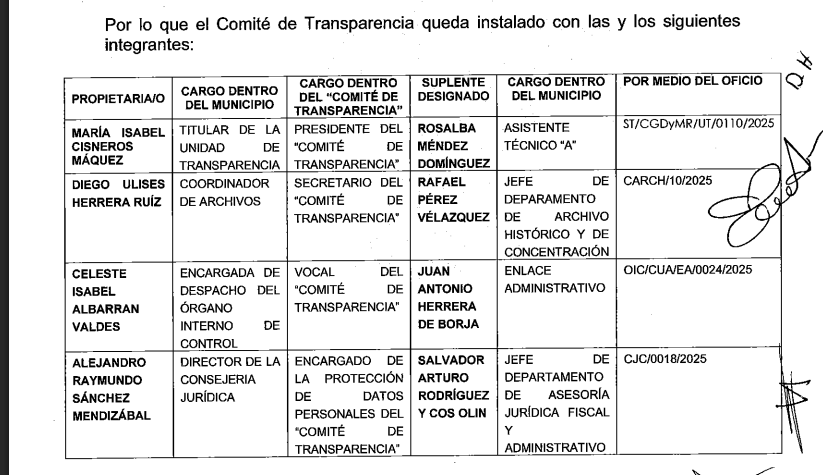 Por lo que el Comité de Transparencia queda instalado con las y los siguientes
integrantes:
PROPIETARIA/O
CARGO DENTRO
DEL MUNICIPIO
CARGO DENTRO
DEL "COMITÉ DE
TRANSPARENCIA"
SUPLENTE
DESIGNADO
CARGO DENTRO
DEL MUNICIPIO
POR MEDIO DEL OFICIO
MARÍA ISABEL
CISNEROS
MÁQUEZ
TITULAR DE LA
UNIDAD DE
TRANSPARENCIA
PRESIDENTE DEL
"COMITÉ DE
TRANSPARENCIA"
ROSALBA
MÉNDEZ
DOMÍNGUEZ
ASISTENTE
TÉCNICO "A"
ST/CGDyMR/UT/0110/2025
DIEGO ULISES
HERRERA RUÍZ
COORDINADOR
DE ARCHIVOS
SECRETARIO DEL
"COMITÉ DE
TRANSPARENCIA"
RAFAEL
PÉREZ
VÉLAZQUEZ
JEFE DE
DEPARAMENTO
DE ARCHIVO
HISTÓRICO Y DE
CONCENTRACIÓN
CARCH/10/2025
CELESTE
ISABEL
ALBARRAN
VALDES
ENCARGADA DE
DESPACHO DEL
ÓRGANO
INTERNO DE
CONTROL
VOCAL DEL
"COMITÉ DE
TRANSPARENCIA"
JUAN
ANTONIO
HERRERA
DE BORJA
ENLACE
ADMINISTRATIVO
OIC/CUA/EA/0024/2025
ALEJANDRO
RAYMUNDO
SÁNCHEZ
MENDIZÁBAL
DIRECTOR DE LA
CONSEJERIA
JURÍDICA
ENCARGADO DE
LA PROTECCIÓN
DE DATOS
PERSONALES DEL
"COMITÉ DE
TRANSPARENCIA"
SALVADOR
ARTURO
RODRÍGUEZ
Y COS OLIN
JEFE DE
DEPARTAMENTO
DE ASESORÍA
JURÍDICA FISCAL
Y
ADMINISTRATIVO
CJC/0018/2025